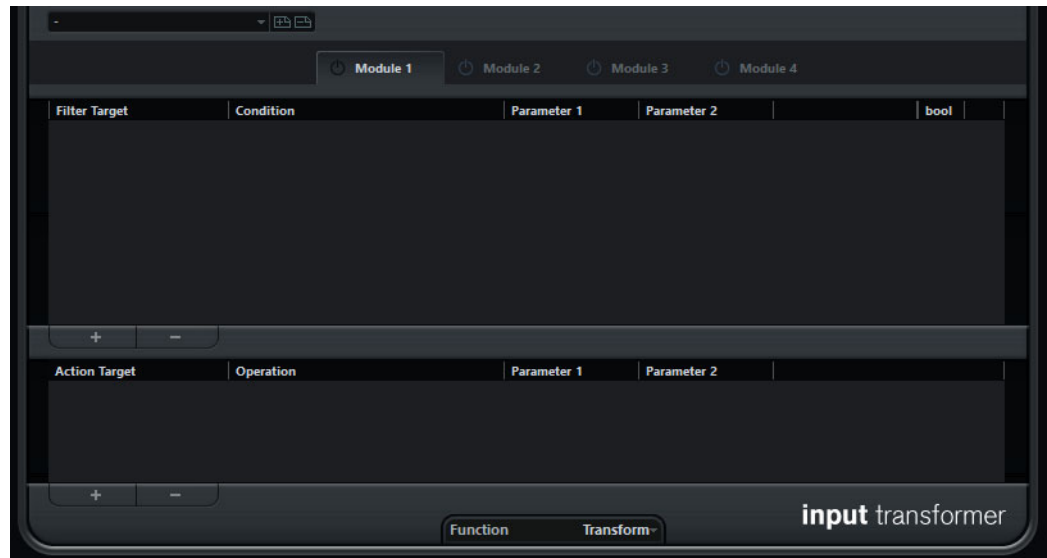 -
Module 1 Module 2 Module 3 Module 4
Filter Target Condition Parameter 1 Parameter 2 bool
+ −
Action Target Operation Parameter 1 Parameter 2
+ −
input transformer
Function Transform